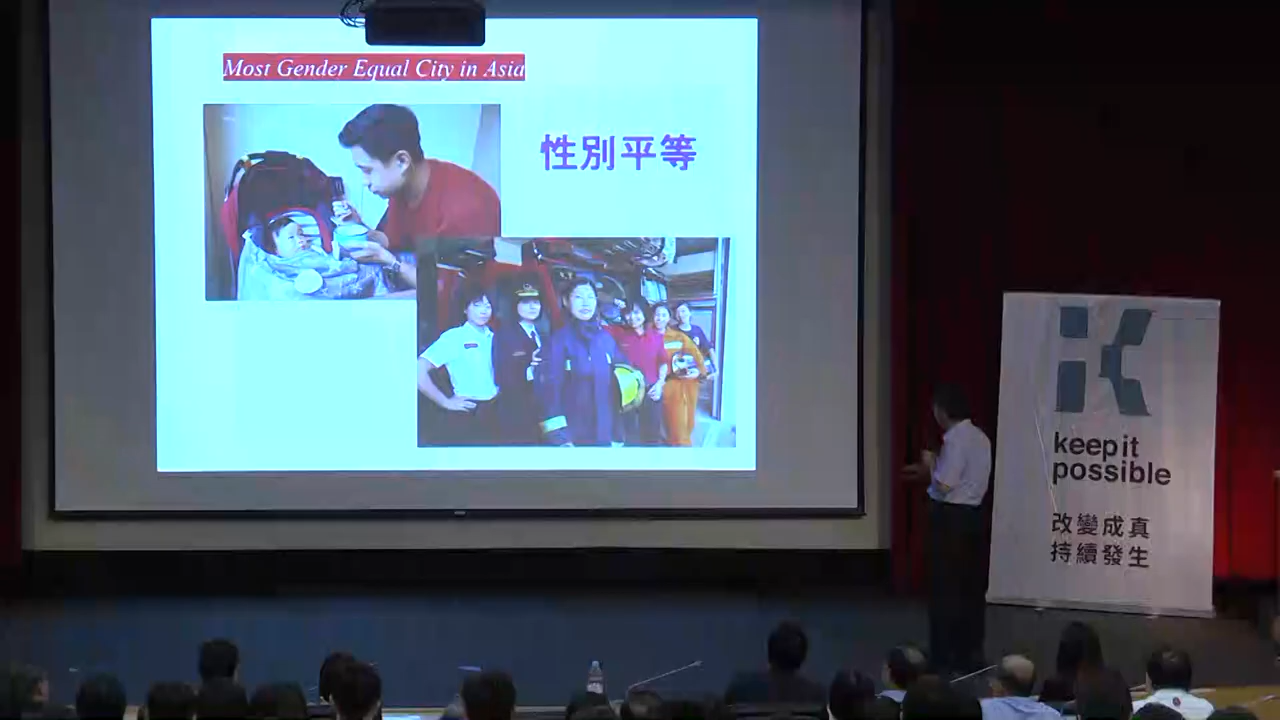 Most Gender Equal City in Asia
性別平等
keep it
possible
改變成真
持續發生